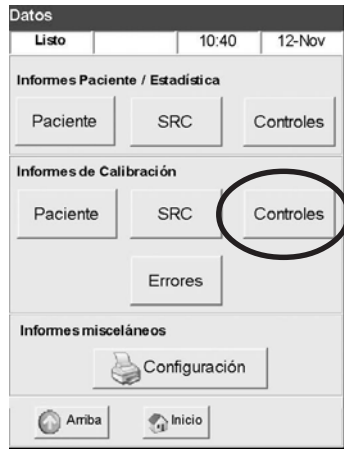 Datos
Listo 10:40 12-Nov
Informes Paciente / Estadística
Paciente SRC Controles
Informes de Calibración
Paciente SRC Controles
Errores
Informes misceláneos
Configuración
Arriba Inicio